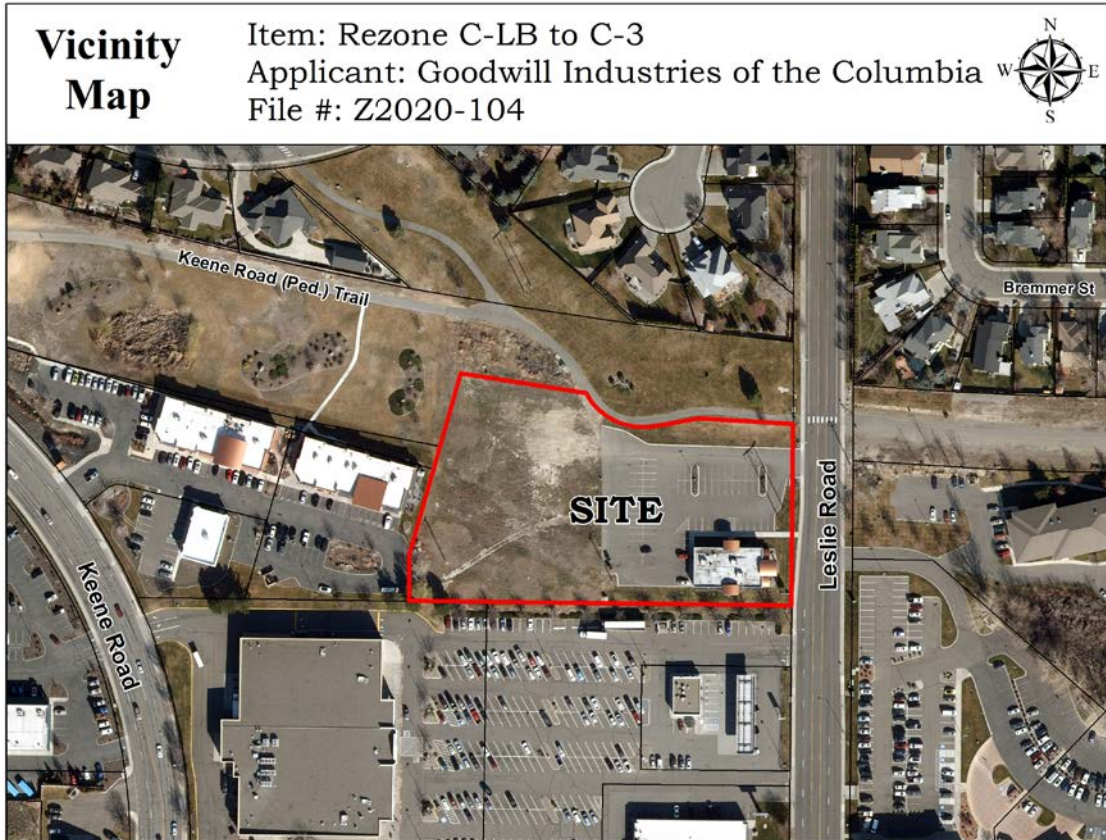 Vicinity
Map
Item: Rezone C-LB to C-3
Applicant: Goodwill Industries of the Columbia
File #: Z2020-104
N
W
E
S
Keene Road (Ped.) Trail
Bremmer St
SITE
Leslie Road
Keene Road